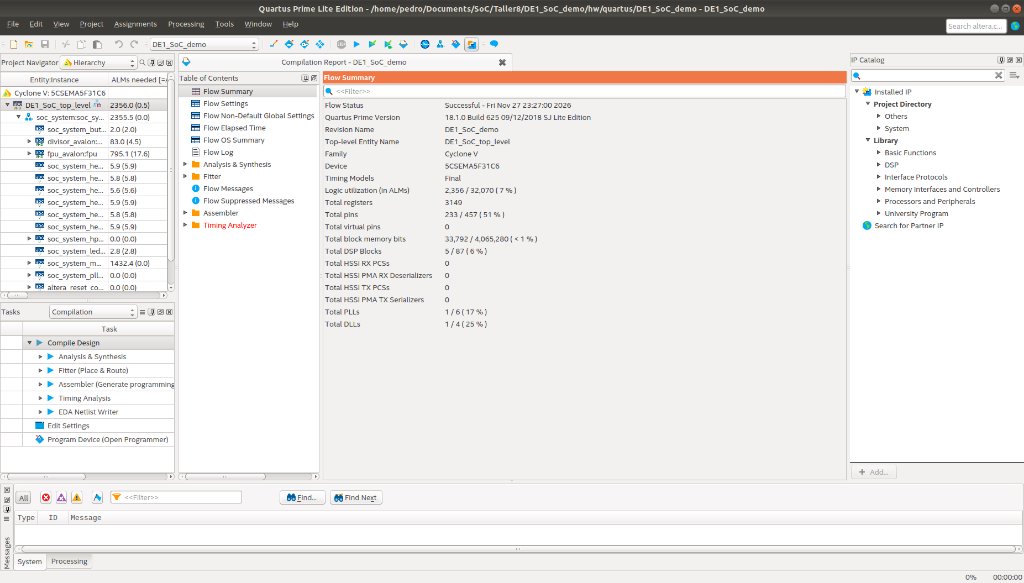 Quartus Prime Lite Edition - /home/pedro/Documents/SoC/Taller8/DE1_SoC_demo/hw/quartus/DE1_SoC_demo - DE1_SoC_demo
File Edit View Project Assignments Processing Tools Window Help
Search altera.c...
DE1_SoC_demo
Project Navigator
Hierarchy
Entity:Instance
ALMs needed [=
Cyclone V: 5CSEMA5F31C6
DE1_SoC_top_level 2356.0 (0.5)
soc_system:soc_sy... 2355.5 (0.0)
soc_system_but... 2.0 (2.0)
divisor_avalon:... 83.0 (4.5)
fpu_avalon:fpu 795.1 (17.6)
soc_system_he... 5.9 (5.9)
soc_system_he... 5.8 (5.8)
soc_system_he... 5.6 (5.6)
soc_system_he... 5.9 (5.9)
soc_system_he... 5.8 (5.8)
soc_system_he... 5.9 (5.9)
soc_system_hp... 0.0 (0.0)
soc_system_led... 2.8 (2.8)
soc_system_m... 1432.4 (0.0)
soc_system_pll... 0.0 (0.0)
altera_reset_co... 0.0 (0.0)
Tasks
Compilation
Task
Compile Design
Analysis & Synthesis
Fitter (Place & Route)
Assembler (Generate programming
Timing Analysis
EDA Netlist Writer
Edit Settings
Program Device (Open Programmer)
Compilation Report - DE1_SoC_demo
Table of Contents
Flow Summary
Flow Settings
Flow Non-Default Global Settings
Flow Elapsed Time
Flow OS Summary
Flow Log
Analysis & Synthesis
Fitter
Flow Messages
Flow Suppressed Messages
Assembler
Timing Analyzer
Flow Summary
<<Filter>>
Flow Status Successful - Fri Nov 27 23:27:00 2026
Quartus Prime Version 18.1.0 Build 625 09/12/2018 SJ Lite Edition
Revision Name DE1_SoC_demo
Top-level Entity Name DE1_SoC_top_level
Family Cyclone V
Device 5CSEMA5F31C6
Timing Models Final
Logic utilization (in ALMs) 2,356 / 32,070 ( 7 % )
Total registers 3149
Total pins 233 / 457 ( 51 % )
Total virtual pins 0
Total block memory bits 33,792 / 4,065,280 ( < 1 % )
Total DSP Blocks 5 / 87 ( 6 % )
Total HSSI RX PCSs 0
Total HSSI PMA RX Deserializers 0
Total HSSI TX PCSs 0
Total HSSI PMA TX Serializers 0
Total PLLs 1 / 6 ( 17 % )
Total DLLs 1 / 4 ( 25 % )
IP Catalog
Installed IP
Project Directory
Others
System
Library
Basic Functions
DSP
Interface Protocols
Memory Interfaces and Controllers
Processors and Peripherals
University Program
Search for Partner IP
+ Add...
All
<<Filter>>
Find...
Find Next
Type ID Message
Messages
System Processing
0% 00:00:00